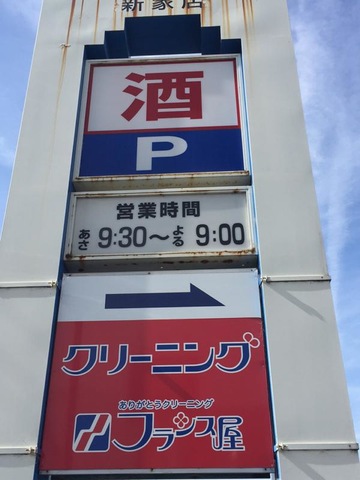 新家店
酒
P
営業時間
あさ 9:30〜よる 9:00
クリーニング
ありがとうクリーニング
フランス屋